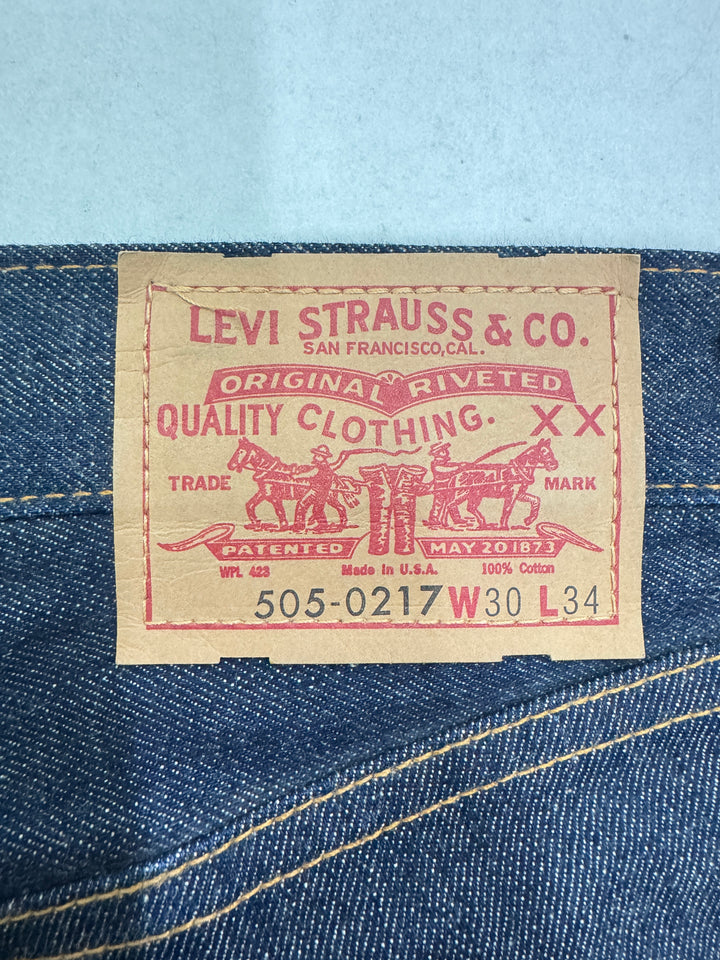 LEVI STRAUSS & CO.
SAN FRANCISCO, CAL.
ORIGINAL RIVETED
QUALITY CLOTHING. XX
TRADE MARK
PATENTED MAY 20 1873
WPL 423 Made in U.S.A. 100% Cotton
505-0217 W30 L34